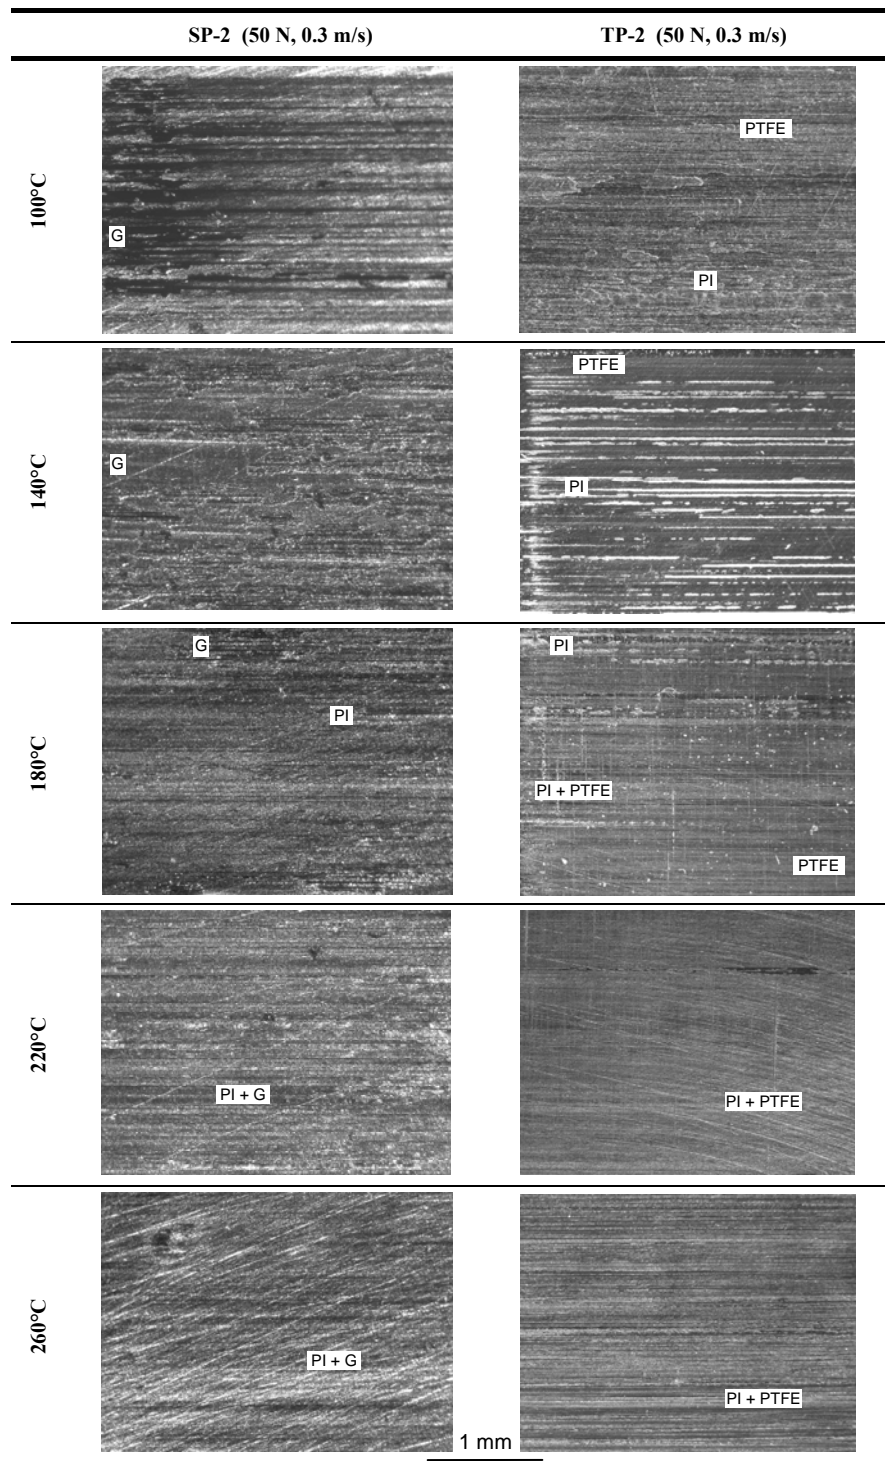 SP-2 (50 N, 0.3 m/s) TP-2 (50 N, 0.3 m/s)
100°C
G
PTFE
PI
140°C
G
PTFE
PI
180°C
G
PI
PI
PI + PTFE
PTFE
220°C
PI + G
PI + PTFE
260°C
PI + G
PI + PTFE
1 mm